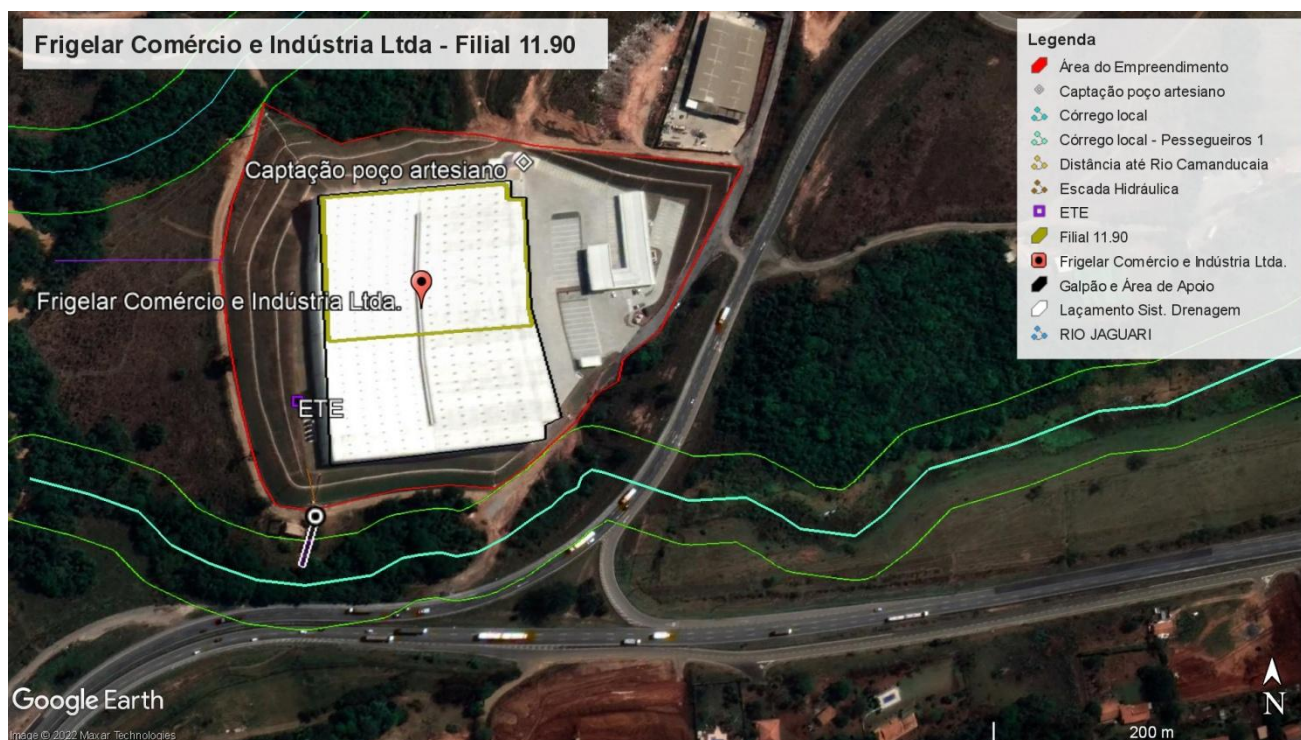 Frigelar Comércio e Indústria Ltda - Filial 11.90
Legenda
Área do Empreendimento
Captação poço artesiano
Córrego local
Córrego local - Pessegueiros 1
Distância até Rio Camanducaia
Escada Hidráulica
ETE
Filial 11.90
Frigelar Comércio e Indústria Ltda.
Galpão e Área de Apoio
Laçamento Sist. Drenagem
RIO JAGUARI
Captação poço artesiano
Frigelar Comércio e Indústria Ltda.
ETE
Google Earth
Image © 2022 Maxar Technologies
N
200 m